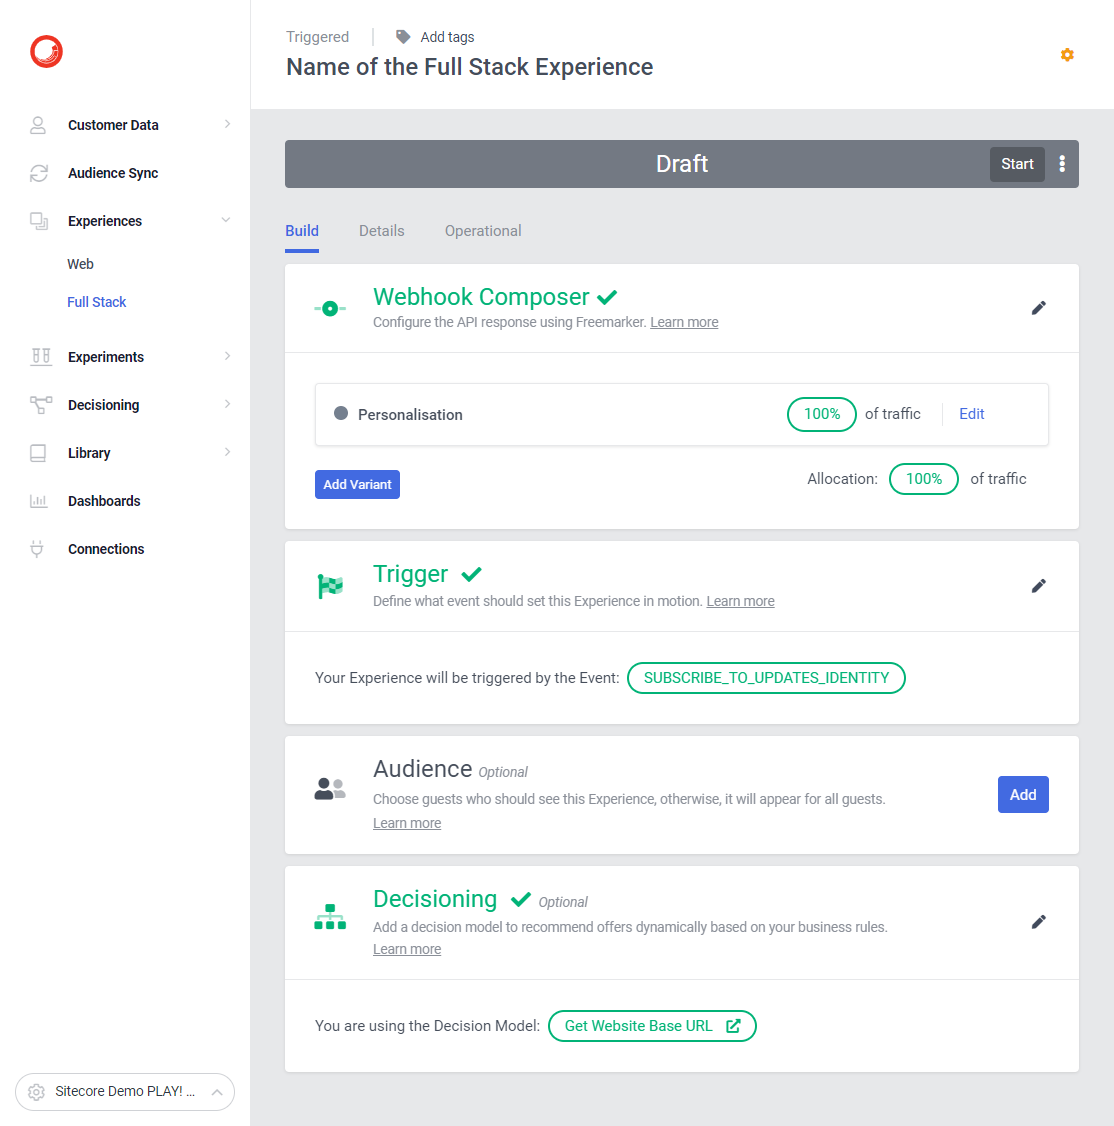 Triggered
Add tags
Name of the Full Stack Experience
Customer Data
Audience Sync
Experiences
Web
Full Stack
Experiments
Decisioning
Library
Dashboards
Connections
Sitecore Demo PLAY! ...
Draft
Start
Build Details Operational
Webhook Composer
Configure the API response using Freemarker. Learn more
Personalisation 100% of traffic Edit
Add Variant Allocation: 100% of traffic
Trigger
Define what event should set this Experience in motion. Learn more
Your Experience will be triggered by the Event: SUBSCRIBE_TO_UPDATES_IDENTITY
Audience Optional
Choose guests who should see this Experience, otherwise, it will appear for all guests.
Learn more
Add
Decisioning Optional
Add a decision model to recommend offers dynamically based on your business rules.
Learn more
You are using the Decision Model: Get Website Base URL